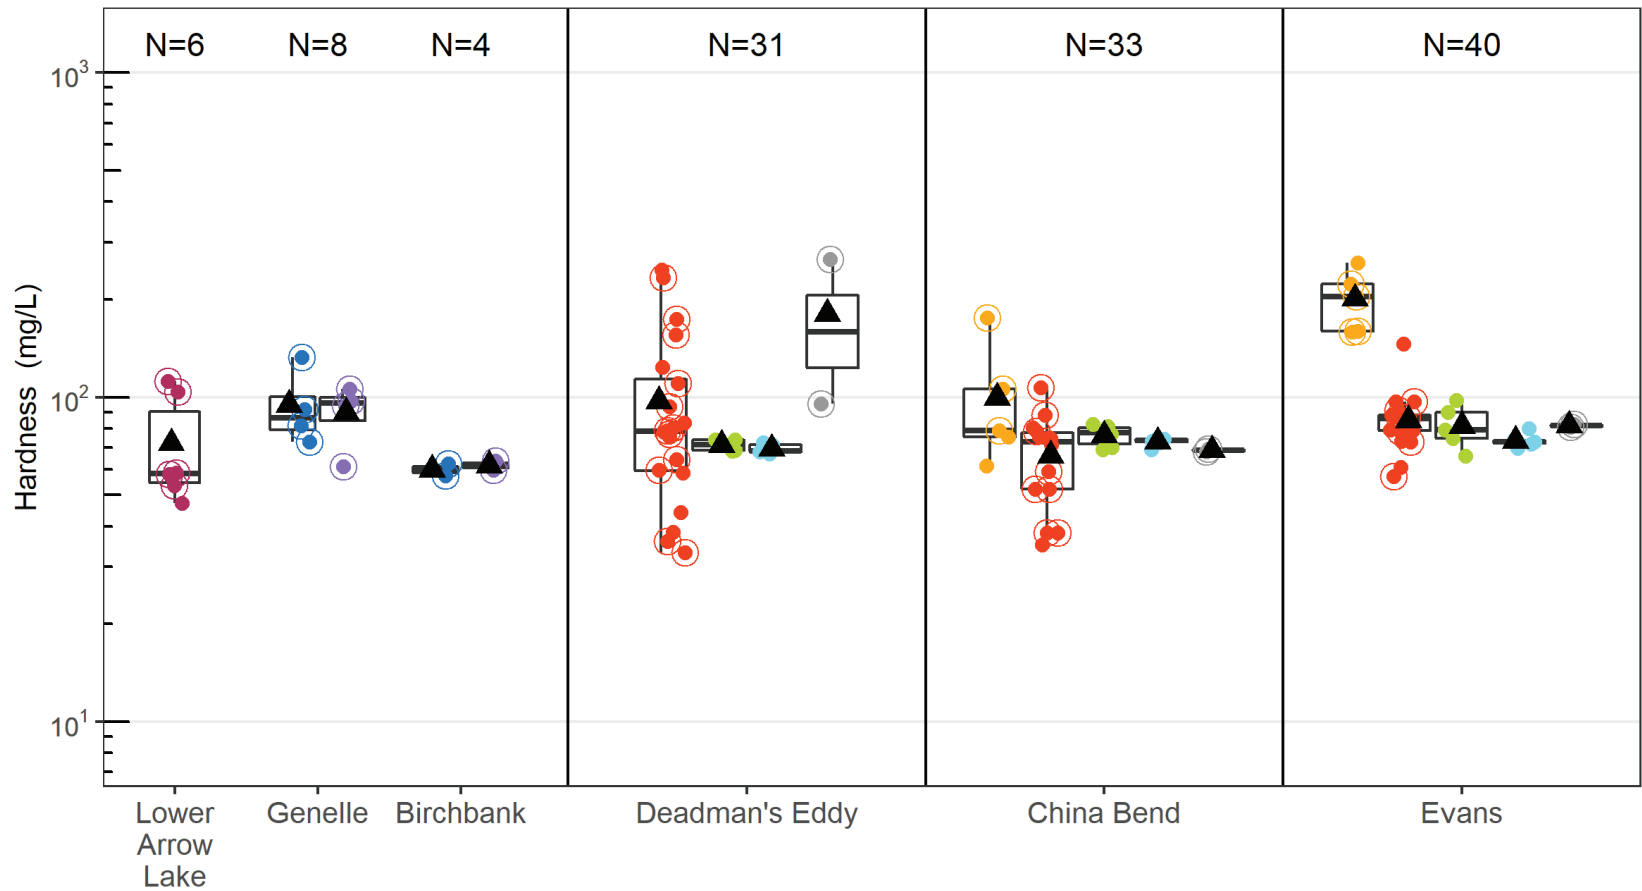 N=6 N=8 N=4 N=31 N=33 N=40
10³
10²
10¹
Hardness (mg/L)
Lower Arrow Lake
Genelle
Birchbank
Deadman's Eddy
China Bend
Evans